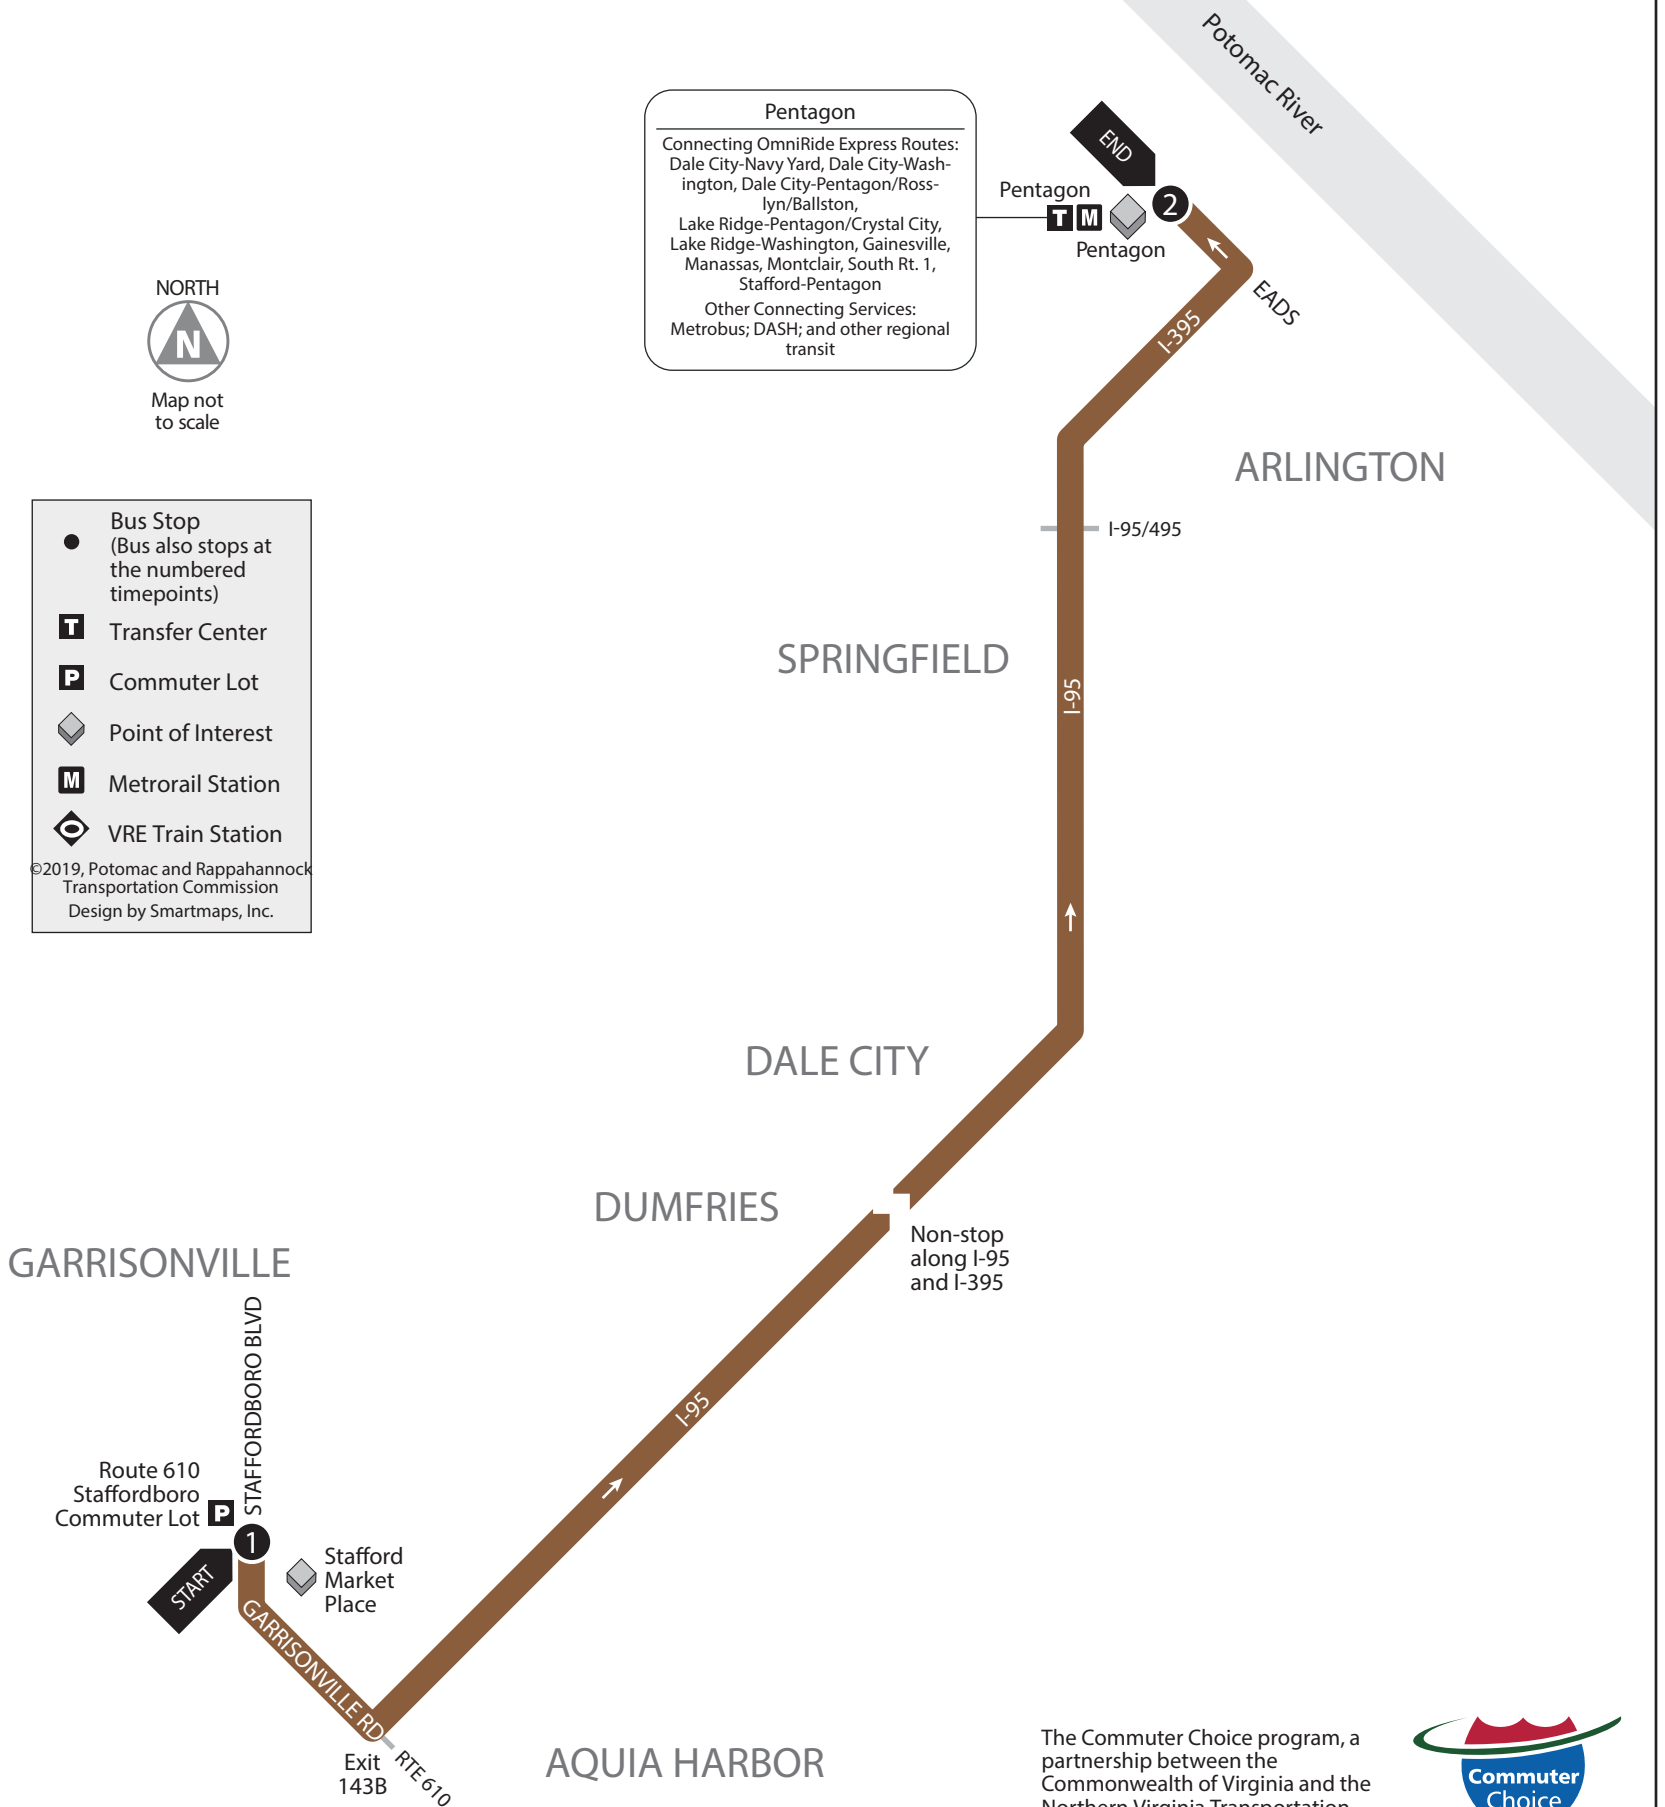 Potomac River
Pentagon
Connecting OmniRide Express Routes:
Dale City-Navy Yard, Dale City-Wash-
ington, Dale City-Pentagon/Ross-
lyn/Ballston,
Lake Ridge-Pentagon/Crystal City,
Lake Ridge-Washington, Gainesville,
Manassas, Montclair, South Rt. 1,
Stafford-Pentagon
Other Connecting Services:
Metrobus; DASH; and other regional
transit
END
Pentagon
T M
2
Pentagon
EADS
I-395
NORTH
N
Map not
to scale
ARLINGTON
I-95/495
Bus Stop
(Bus also stops at
the numbered
timepoints)
T Transfer Center
P Commuter Lot
Point of Interest
M Metrorail Station
VRE Train Station
©2019, Potomac and Rappahannock
Transportation Commission
Design by Smartmaps, Inc.
SPRINGFIELD
I-95
DALE CITY
DUMFRIES
Non-stop
along I-95
and I-395
GARRISONVILLE
STAFFORDBORO BLVD
I-95
Route 610
Staffordboro
Commuter Lot P
1
START
Stafford
Market
Place
GARRISONVILLE RD
Exit
143B
RTE 610
AQUIA HARBOR
The Commuter Choice program, a
partnership between the
Commonwealth of Virginia and the
Northern Virginia Transportation
Commuter
Choice